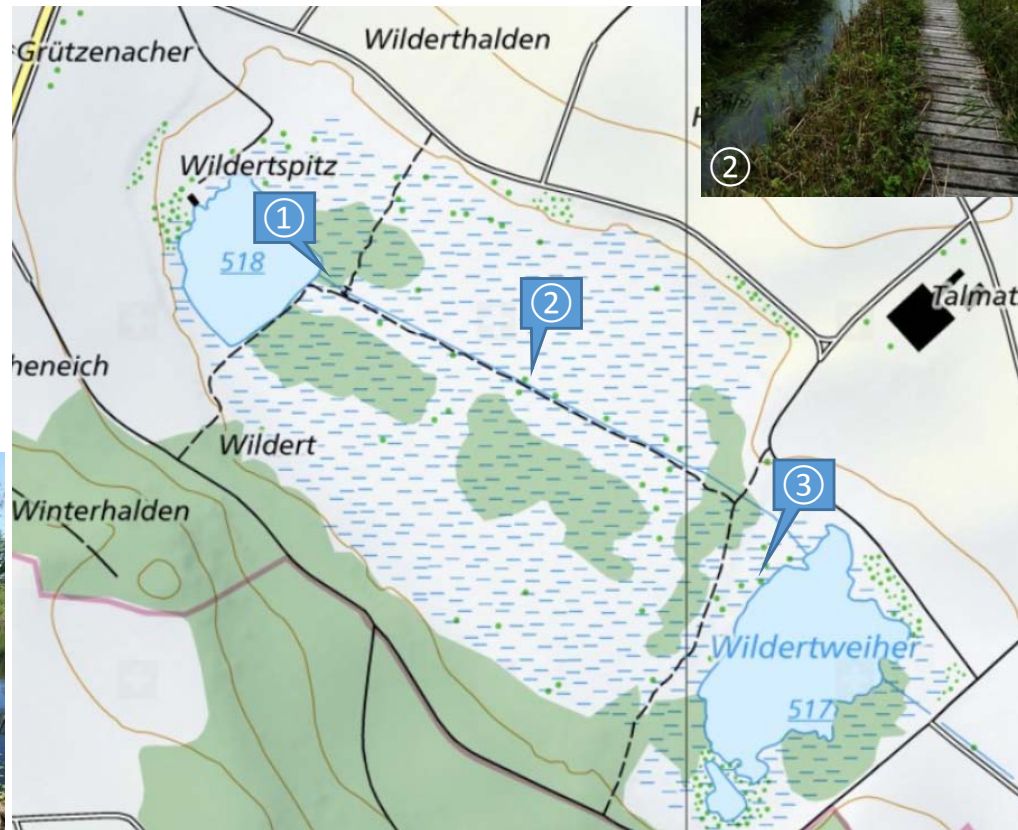 Grützenacher
Wilderthalden
②
Wildertspitz
①
518
②
Talmat
heneich
Wildert
③
Winterhalden
Wildertweiher
517